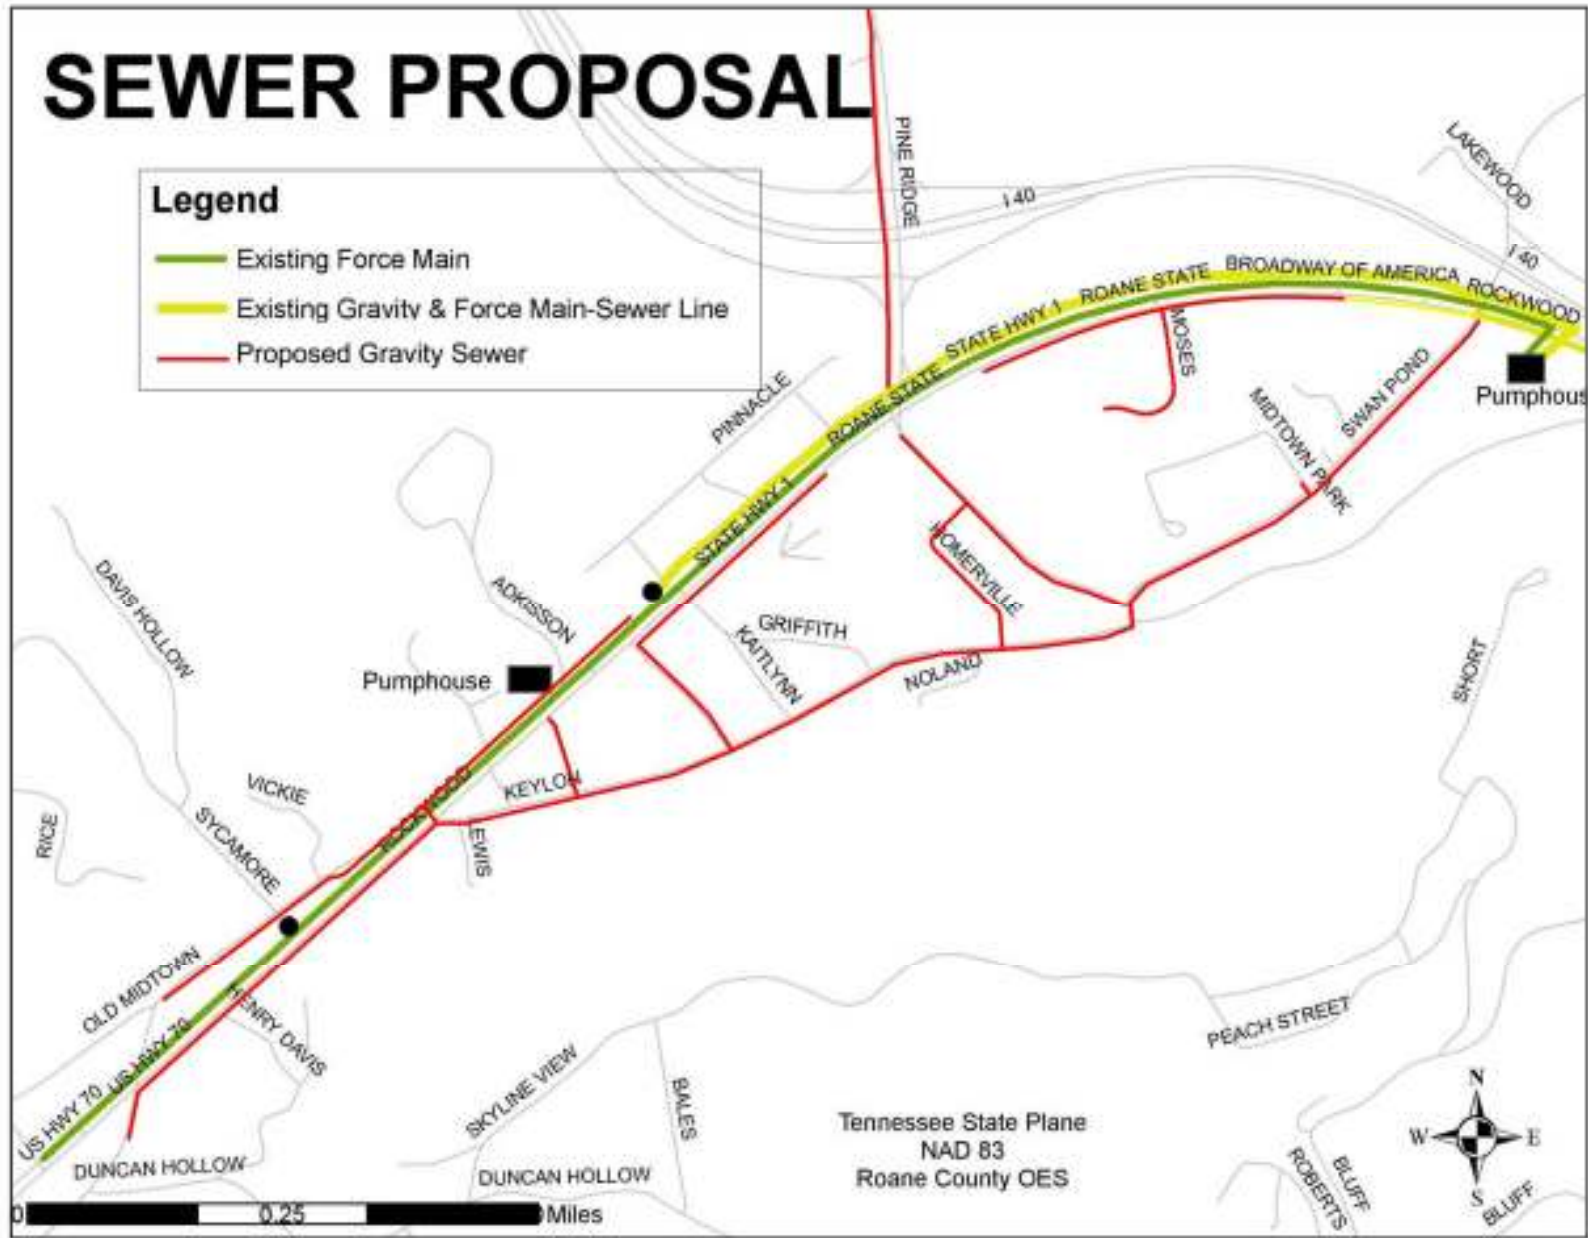 SEWER PROPOSAL
Legend
Existing Force Main
Existing Gravity & Force Main-Sewer Line
Proposed Gravity Sewer
PINE RIDGE
I 40
LAKEWOOD
I 40
BROADWAY OF AMERICA
ROANE STATE
ROCKWOOD
STATE HWY 1
MOSES
ROANE STATE
PINNACLE
SWAN POND
MIDTOWN PARK
Pumphous
STATE HWY 1
HOMERVILLE
ADKISSON
DAVIS HOLLOW
GRIFFITH
KAITLYNN
NOLAND
SHORT
Pumphouse
KEYLON
VICKIE
ROCKWOOD
RICE
SYCAMORE
LEWIS
OLD MIDTOWN
HENRY DAVIS
US HWY 70
US HWY 70
PEACH STREET
SKYLINE VIEW
BALES
DUNCAN HOLLOW
DUNCAN HOLLOW
Tennessee State Plane
NAD 83
Roane County OES
N
W
E
S
BLUFF
ROBERTS
BLUFF
0
0.25
Miles